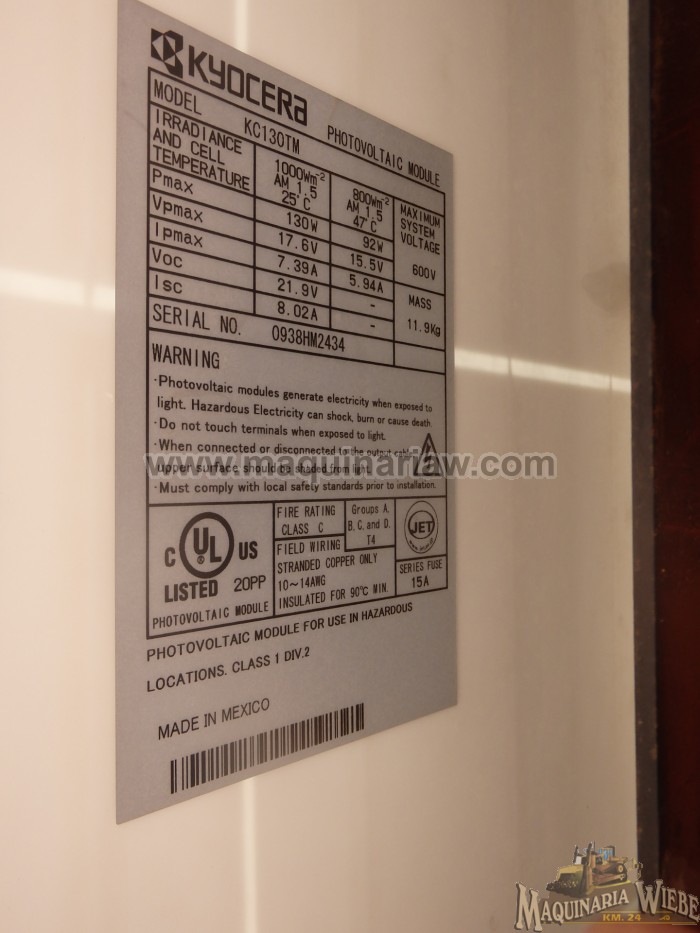 KYOCERA PHOTOVOLTAIC MODULE
MODEL KC130TM
IRRADIANCE AND CELL TEMPERATURE 1000Wm-2 AM 1.5 25°C 800Wm-2 AM 1.5 47°C MAXIMUM SYSTEM VOLTAGE
Pmax 130W 92W 600V
Vpmax 17.6V 15.5V
Ipmax 7.39A 5.94A MASS
Voc 21.9V - 11.9Kg
Isc 8.02A -
SERIAL NO. 0938HM2434
WARNING
·Photovoltaic modules generate electricity when exposed to
light. Hazardous Electricity can shock, burn or cause death.
·Do not touch terminals when exposed to light.
·When connected or disconnected to the output cable
upper surface should be shaded from light.
·Must comply with local safety standards prior to installation.
www.maquinariaw.com
C UL US
LISTED 20PP
PHOTOVOLTAIC MODULE
FIRE RATING
CLASS C
Groups A,
B, C, and D.
T4
FIELD WIRING
STRANDED COPPER ONLY
10~14AWG
INSULATED FOR 90℃ MIN.
JET
SERIES FUSE
15A
PHOTOVOLTAIC MODULE FOR USE IN HAZARDOUS
LOCATIONS. CLASS 1 DIV.2
MADE IN MEXICO
MAQUINARIA WIEBE
KM. 24